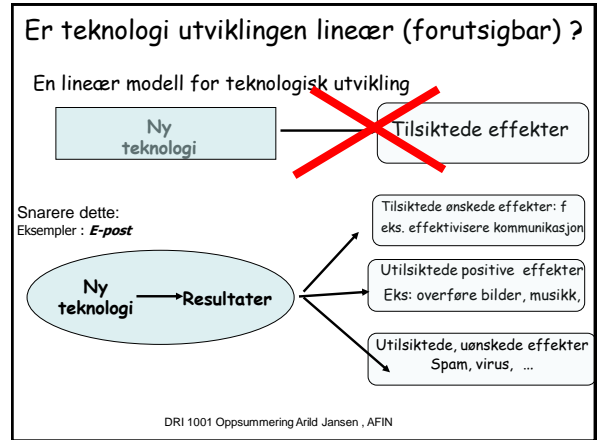 Er teknologi utviklingen lineær (forutsigbar) ?
En lineær modell for teknologisk utvikling
Ny
teknologi
Tilsiktede effekter
Snarere dette:
Eksempler : E-post
Ny
teknologi
Resultater
Tilsiktede ønskede effekter: f
eks. effektivisere kommunikasjon
Utilsiktede positive effekter
Eks: overføre bilder, musikk,
Utilsiktede, uønskede effekter
Spam, virus, ...
DRI 1001 Oppsummering Arild Jansen , AFIN